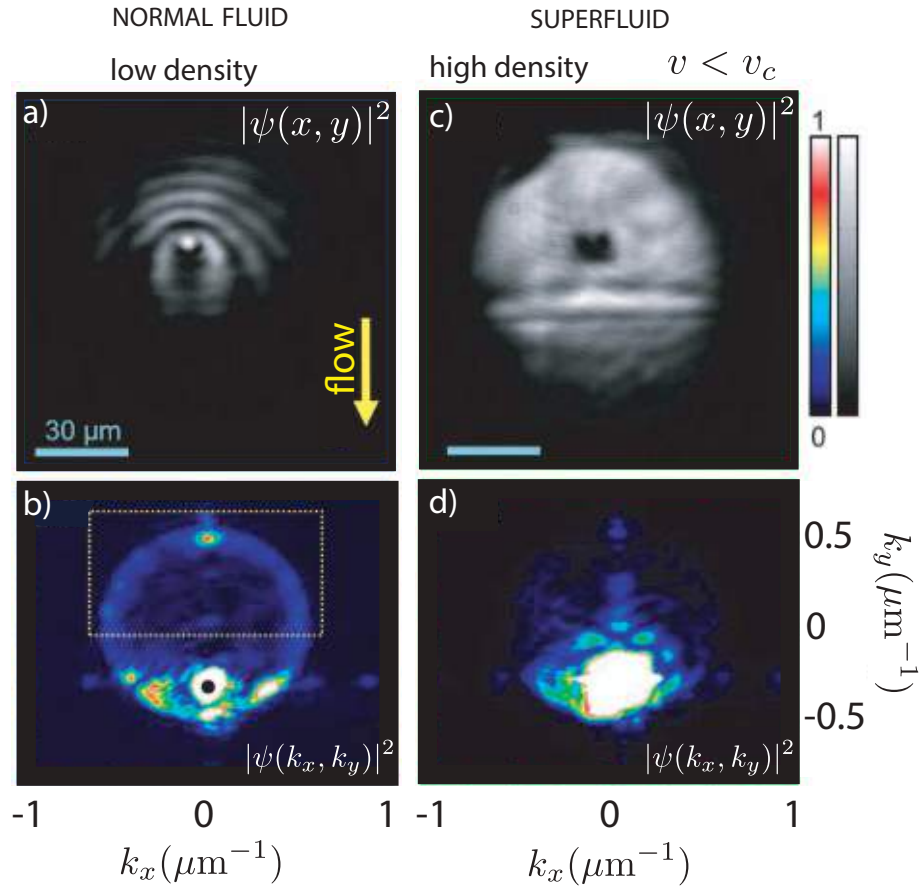 NORMAL FLUID
SUPERFLUID
low density
high density v < v_c
a)
|ψ(x, y)|²
c)
|ψ(x, y)|²
1
flow
30 µm
0
b)
d)
0.5
0
-0.5
k_y(µm⁻¹)
|ψ(k_x, k_y)|²
|ψ(k_x, k_y)|²
-1 0 1
-1 0 1
k_x(µm⁻¹)
k_x(µm⁻¹)